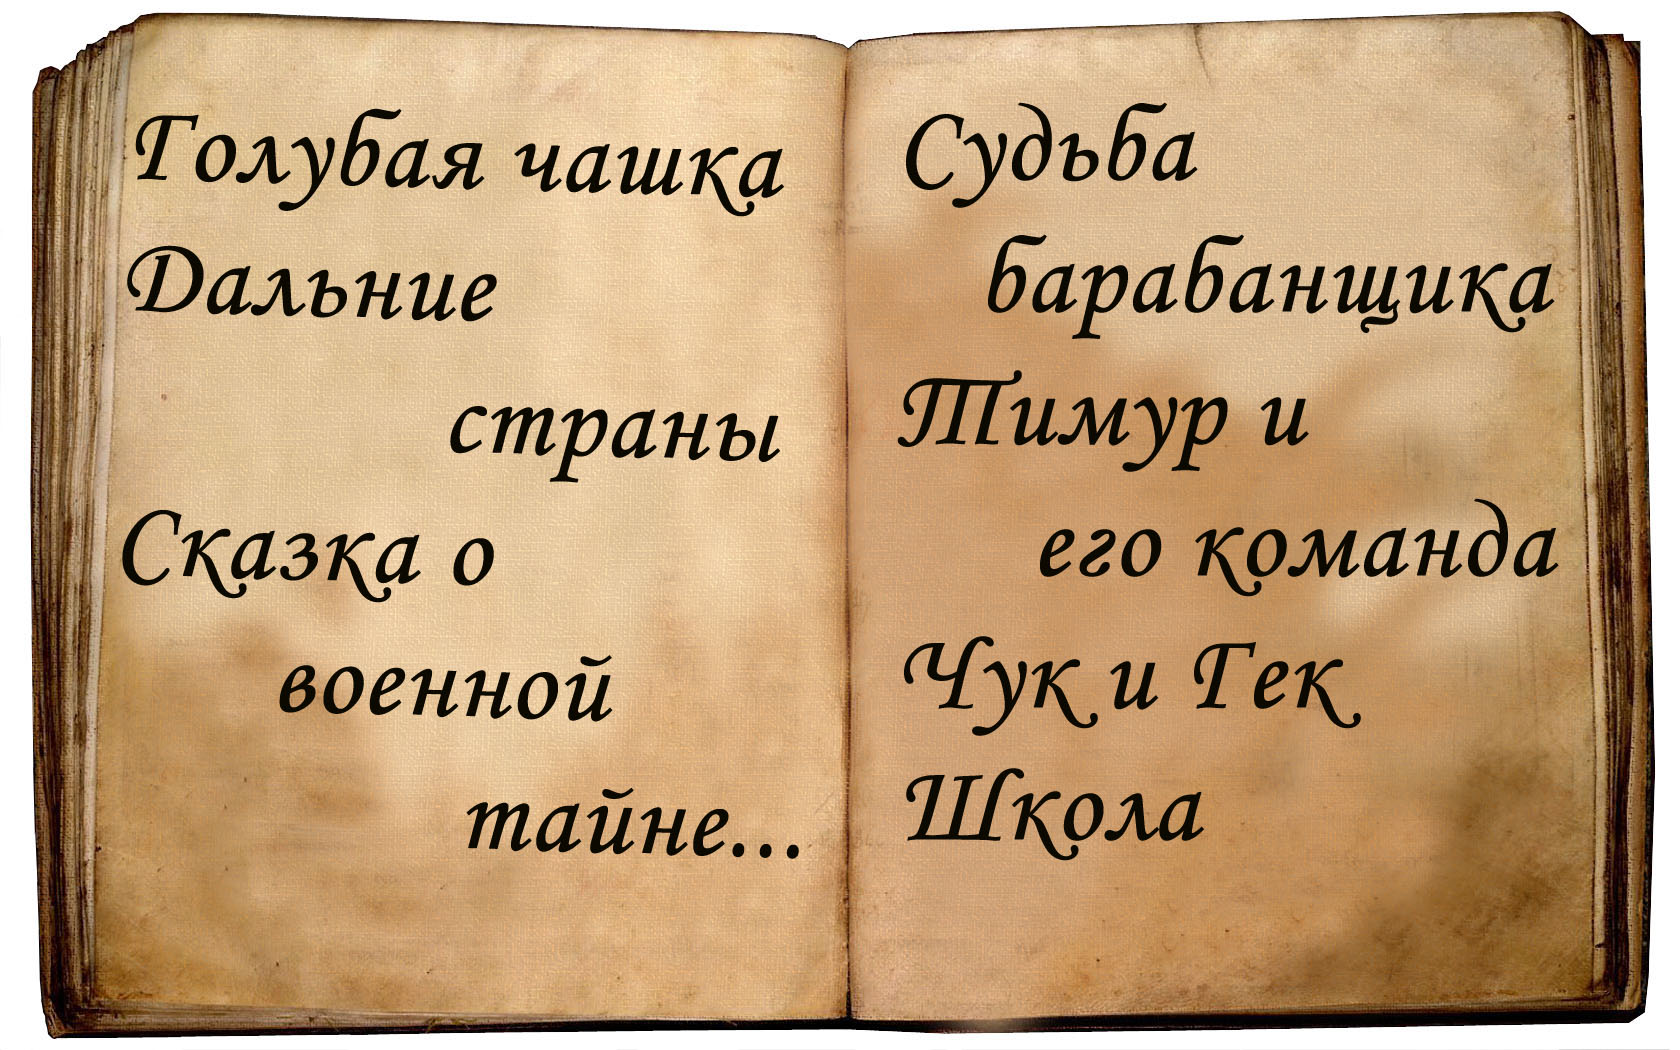 Голубая чашка
Дальние
страны
Сказка о
военной
тайне...
Судьба
барабанщика
Тимур и
его команда
Чук и Гек
Школа